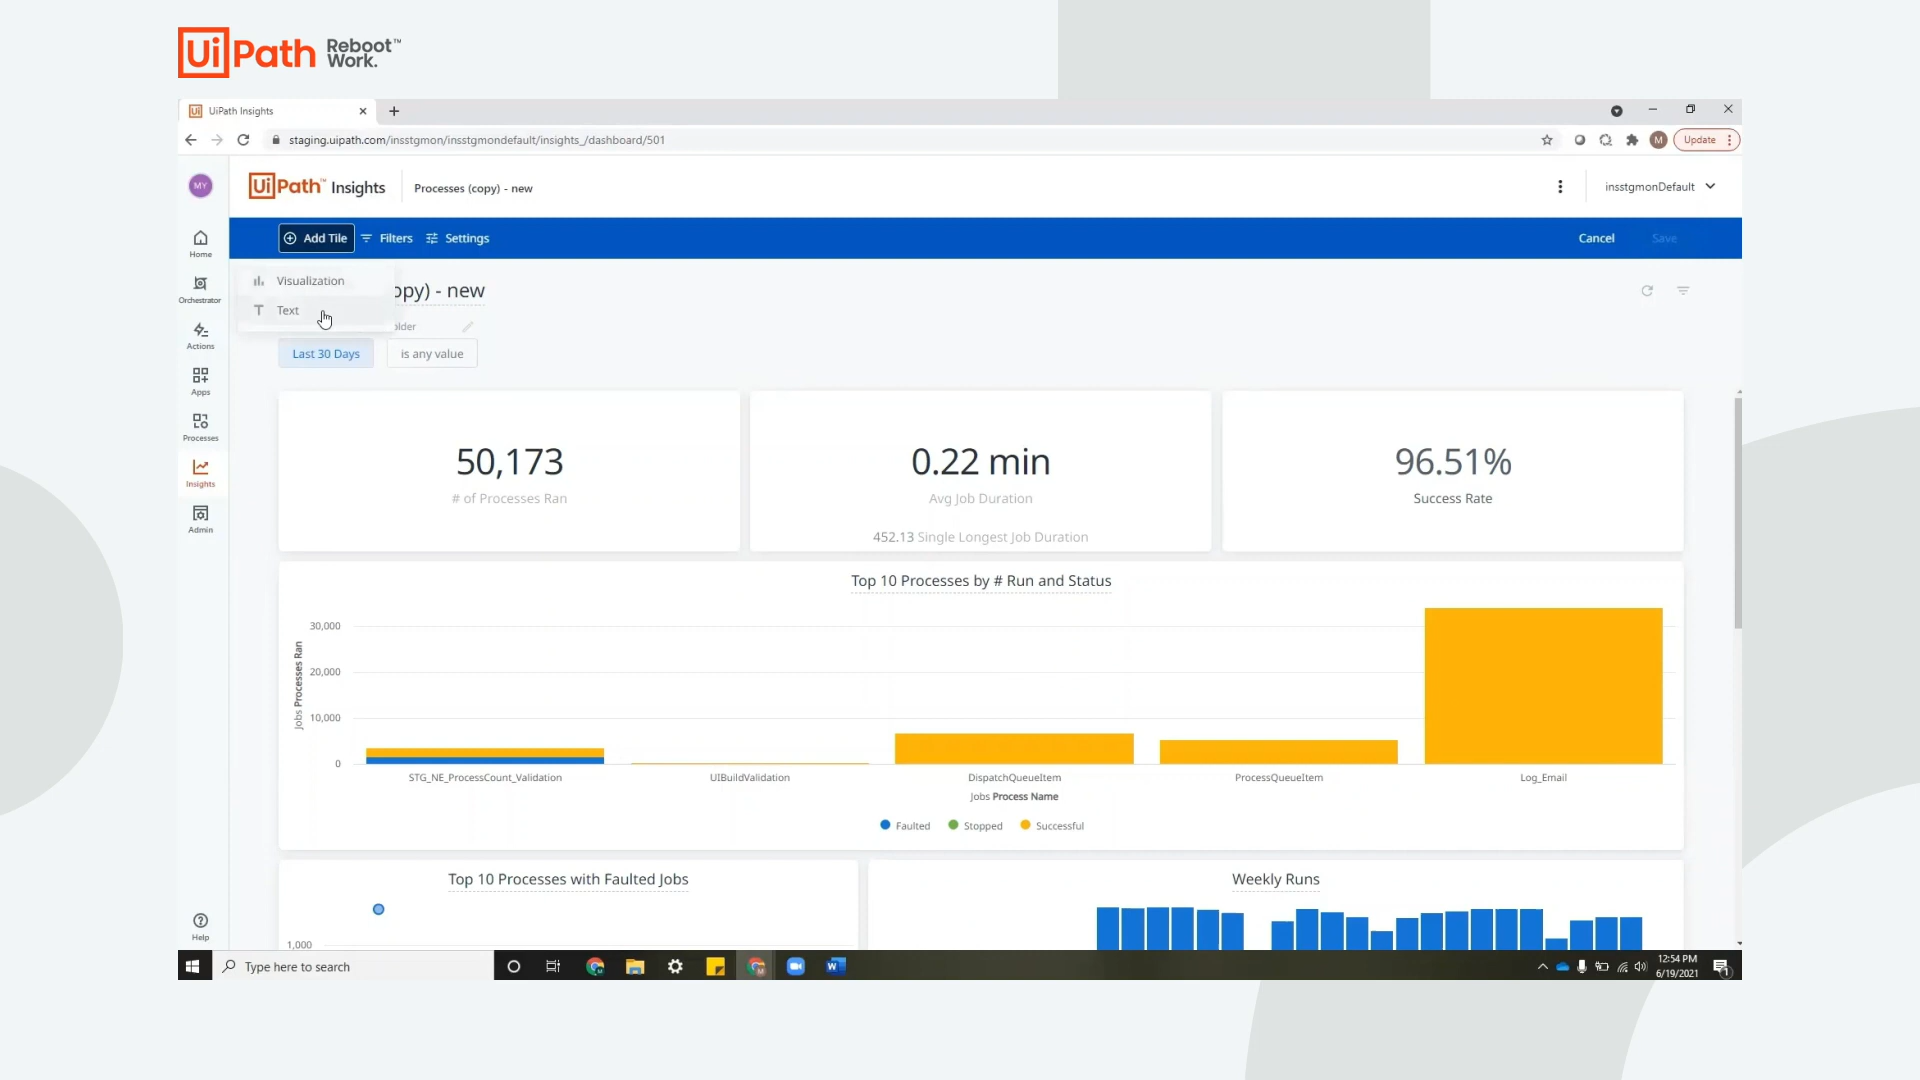 UiPath Reboot Work.™
UiPath Insights
staging.uipath.com/insstgmon/insstgmondefault/insights_/dashboard/501
M
Update
MY
UiPath™ Insights
Processes (copy) - new
insstgmonDefault
Add Tile
Filters
Settings
Cancel
Save
Home
Orchestrator
Actions
Apps
Processes
Insights
Admin
Help
Visualization
Text
opy) - new
older
Last 30 Days
is any value
50,173
# of Processes Ran
0.22 min
Avg Job Duration
452.13 Single Longest Job Duration
96.51%
Success Rate
Top 10 Processes by # Run and Status
Jobs Processes Ran
30,000
20,000
10,000
0
STG_NE_ProcessCount_Validation
UIBuildValidation
DispatchQueueItem
ProcessQueueItem
Log_Email
Jobs Process Name
Faulted
Stopped
Successful
Top 10 Processes with Faulted Jobs
1,000
Weekly Runs
Type here to search
12:54 PM
6/19/2021
1